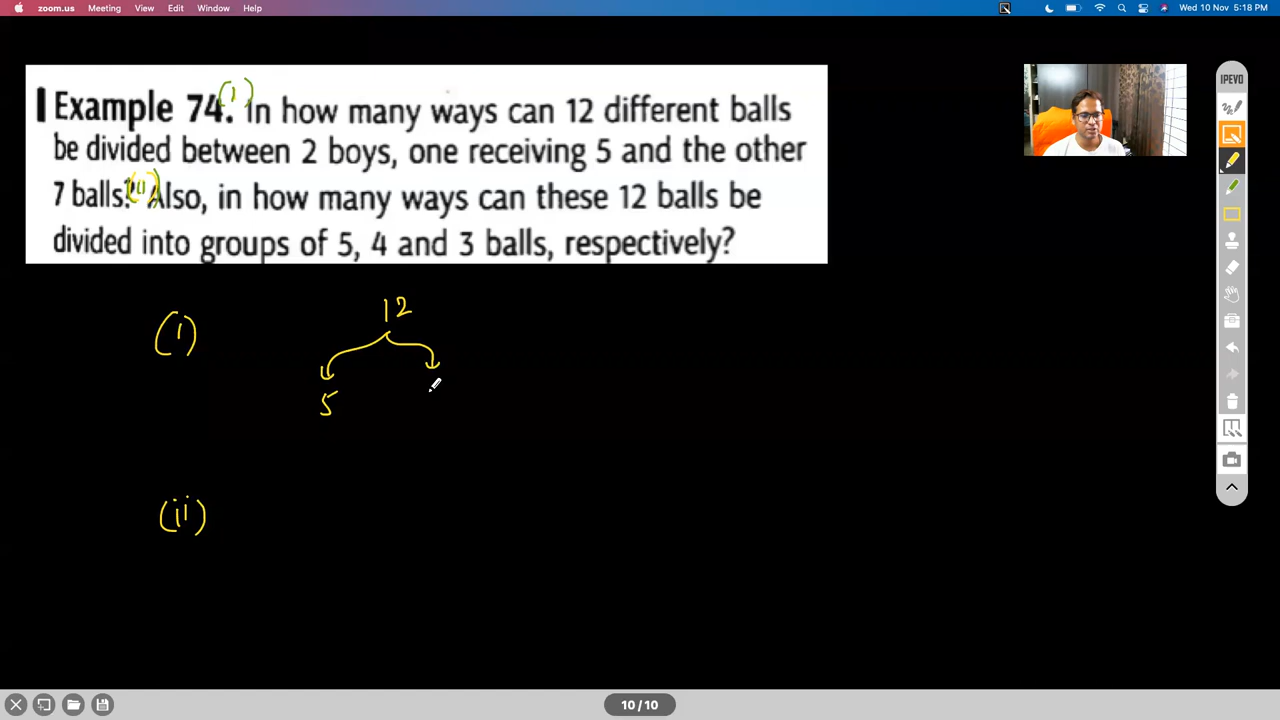 zoom.us Meeting View Edit Window Help Wed 10 Nov 5:18 PM
IPEVO
Example 74. (i) In how many ways can 12 different balls
be divided between 2 boys, one receiving 5 and the other
7 balls? (ii) Also, in how many ways can these 12 balls be
divided into groups of 5, 4 and 3 balls, respectively?
(i) 12
5
(ii)
10 / 10